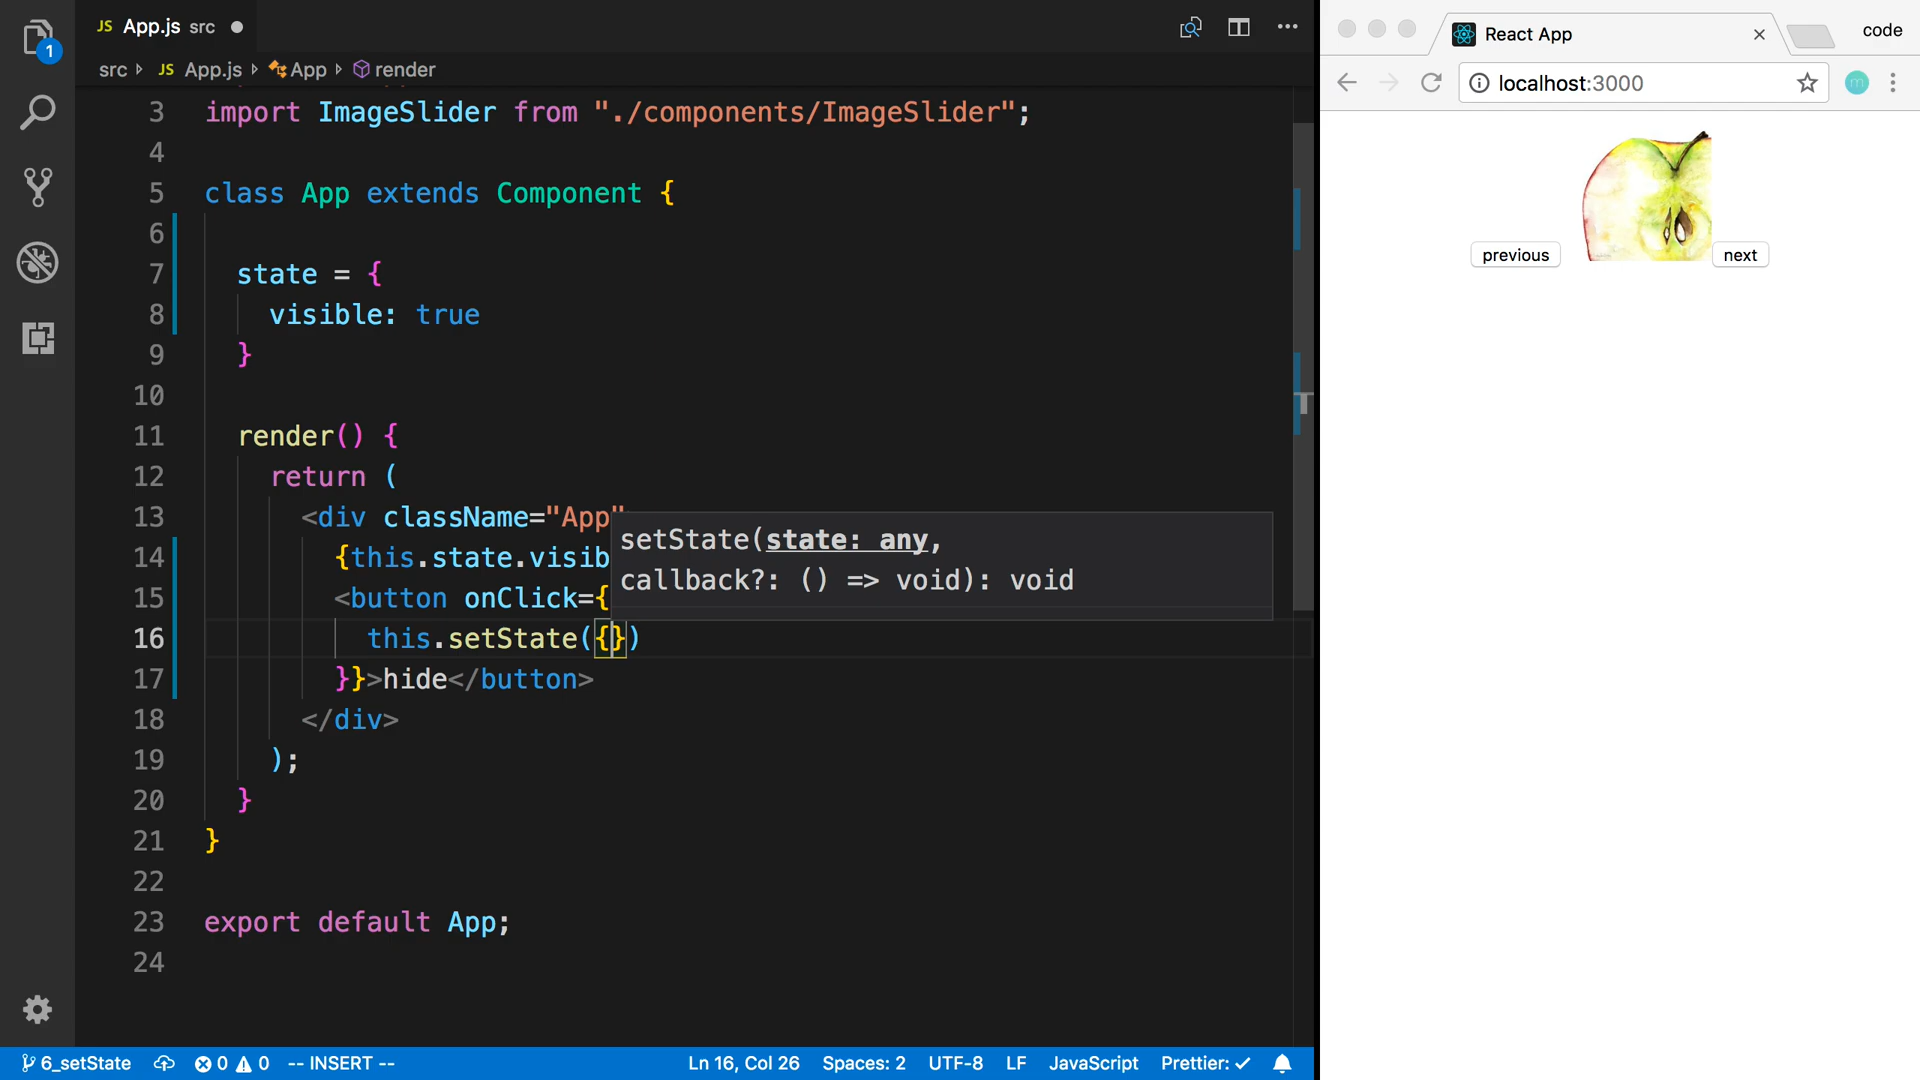 JS App.js src
src JS App.js App render
3 import ImageSlider from "./components/ImageSlider";
4
5 class App extends Component {
6
7 state = {
8 visible: true
9 }
10
11 render() {
12 return (
13 <div className="App"
14 {this.state.visib
15 <button onClick={
16 this.setState({})
17 }}>hide</button>
18 </div>
19 );
20 }
21 }
22
23 export default App;
24
setState(state: any,
callback?: () => void): void
1
6_setState 0 0 -- INSERT -- Ln 16, Col 26 Spaces: 2 UTF-8 LF JavaScript Prettier: ✓
React App
code
localhost:3000
m
previous
next